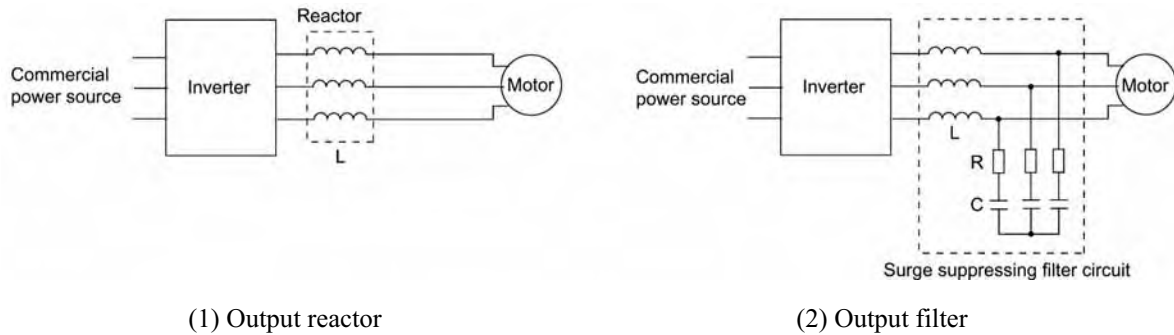 Reactor
Commercial
power source
Inverter
Motor
L
(1) Output reactor
Commercial
power source
Inverter
Motor
L
R
C
Surge suppressing filter circuit
(2) Output filter